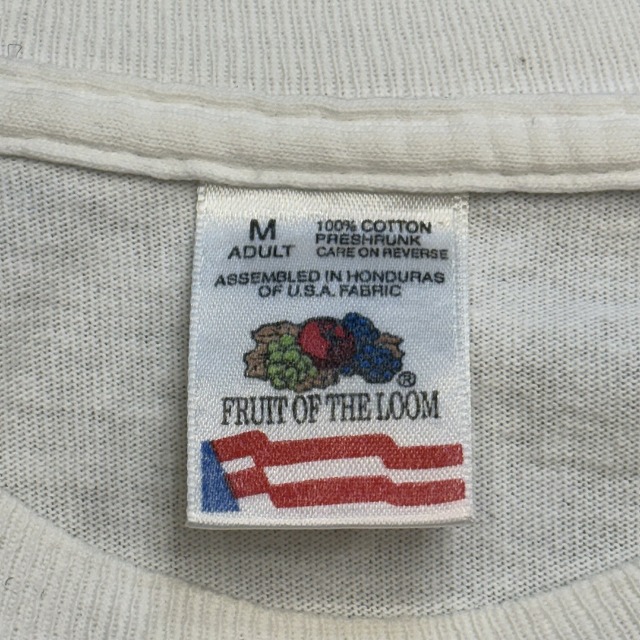 M
ADULT
100% COTTON
PRESHRUNK
CARE ON REVERSE
ASSEMBLED IN HONDURAS
OF U.S.A. FABRIC
®
FRUIT OF THE LOOM